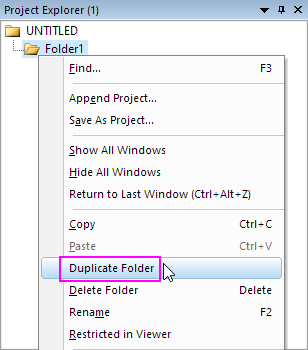 Project Explorer (1)
UNTITLED
Folder1
Find... F3
Append Project...
Save As Project...
Show All Windows
Hide All Windows
Return to Last Window (Ctrl+Alt+Z)
Copy Ctrl+C
Paste Ctrl+V
Duplicate Folder
Delete Folder Delete
Rename F2
Restricted in Viewer